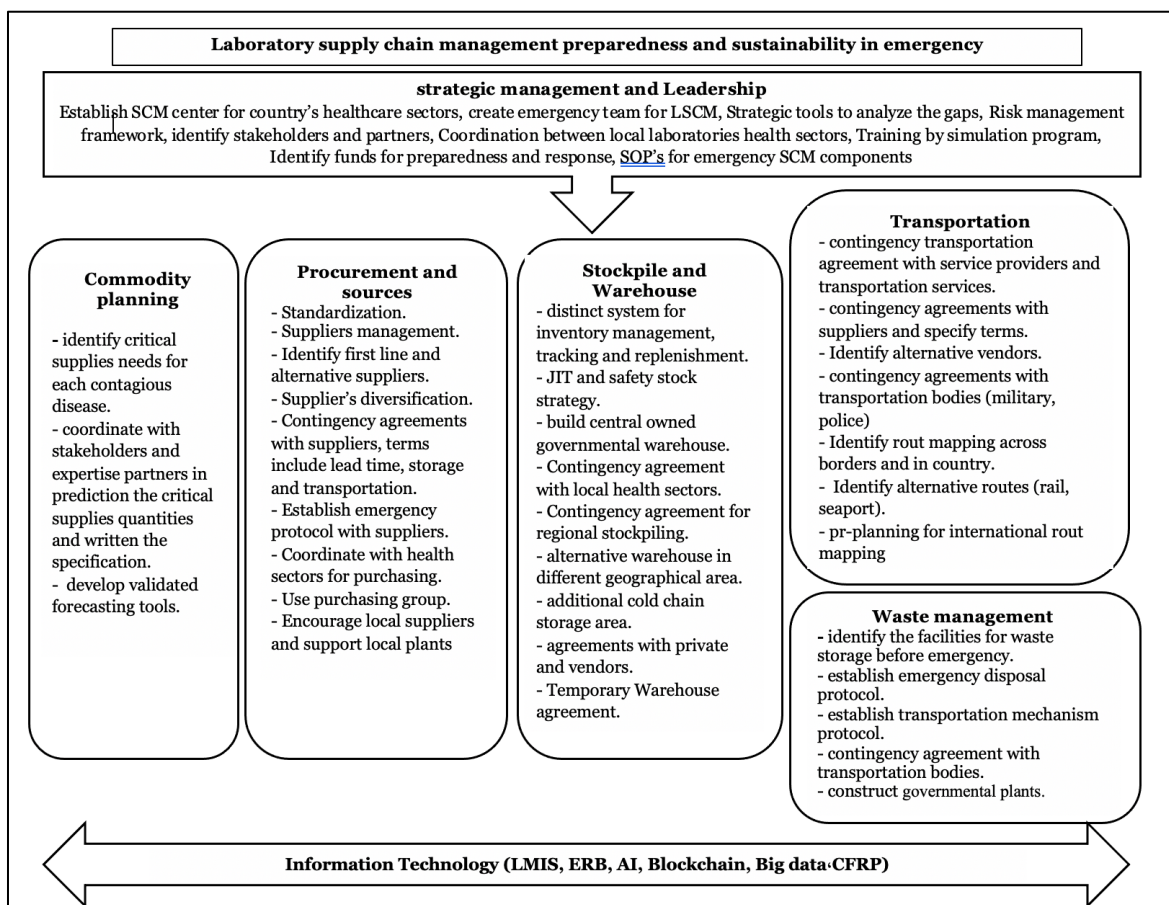 Laboratory supply chain management preparedness and sustainability in emergency
strategic management and Leadership
Establish SCM center for country's healthcare sectors, create emergency team for LSCM, Strategic tools to analyze the gaps, Risk management
framework, identify stakeholders and partners, Coordination between local laboratories health sectors, Training by simulation program,
Identify funds for preparedness and response, SOP's for emergency SCM components
Commodity
planning
- identify critical
supplies needs for
each contagious
disease.
- coordinate with
stakeholders and
expertise partners in
prediction the critical
supplies quantities
and written the
specification.
- develop validated
forecasting tools.
Procurement and
sources
- Standardization.
- Suppliers management.
- Identify first line and
alternative suppliers.
- Supplier's diversification.
- Contingency agreements
with suppliers, terms
include lead time, storage
and transportation.
- Establish emergency
protocol with suppliers.
- Coordinate with health
sectors for purchasing.
- Use purchasing group.
- Encourage local suppliers
and support local plants
Stockpile and
Warehouse
- distinct system for
inventory management,
tracking and replenishment.
- JIT and safety stock
strategy.
- build central owned
governmental warehouse.
- Contingency agreement
with local health sectors.
- Contingency agreement for
regional stockpiling.
- alternative warehouse in
different geographical area.
- additional cold chain
storage area.
- agreements with private
and vendors.
- Temporary Warehouse
agreement.
Transportation
- contingency transportation
agreement with service providers and
transportation services.
- contingency agreements with
suppliers and specify terms.
- Identify alternative vendors.
- contingency agreements with
transportation bodies (military,
police)
- Identify rout mapping across
borders and in country.
- Identify alternative routes (rail,
seaport).
- pr-planning for international rout
mapping
Waste management
- identify the facilities for waste
storage before emergency.
- establish emergency disposal
protocol.
- establish transportation mechanism
protocol.
- contingency agreement with
transportation bodies.
- construct governmental plants.
Information Technology (LMIS, ERB, AI, Blockchain, Big data، CFRP)